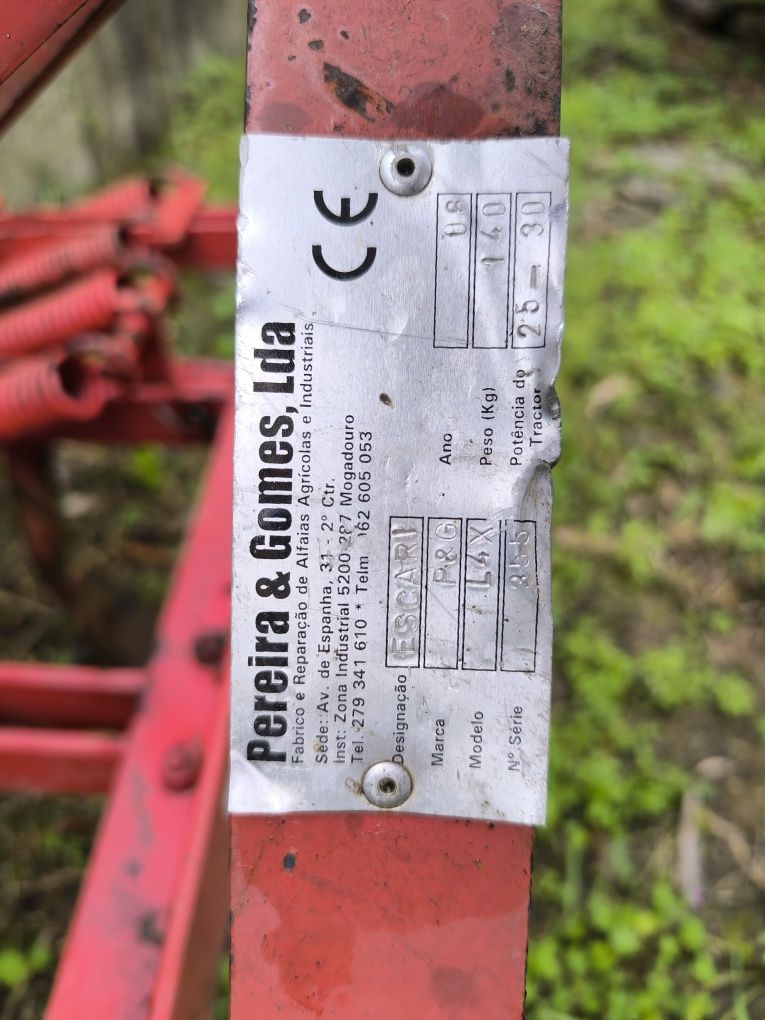 Pereira & Gomes, Lda
Fabrico e Reparação de Alfaias Agrícolas e Industriais
Séde: Av. de Espanha, 31 - 2º Ctr.
Inst: Zona Industrial 5200 287 Mogadouro
Tel. 279 341 610 * Telm 962 605 053
CE
Designação ESCARI
Marca P&G
Modelo L4X
Nº Série 355
Ano 08
Peso (Kg) 140
Potência do Tractor 25 - 30